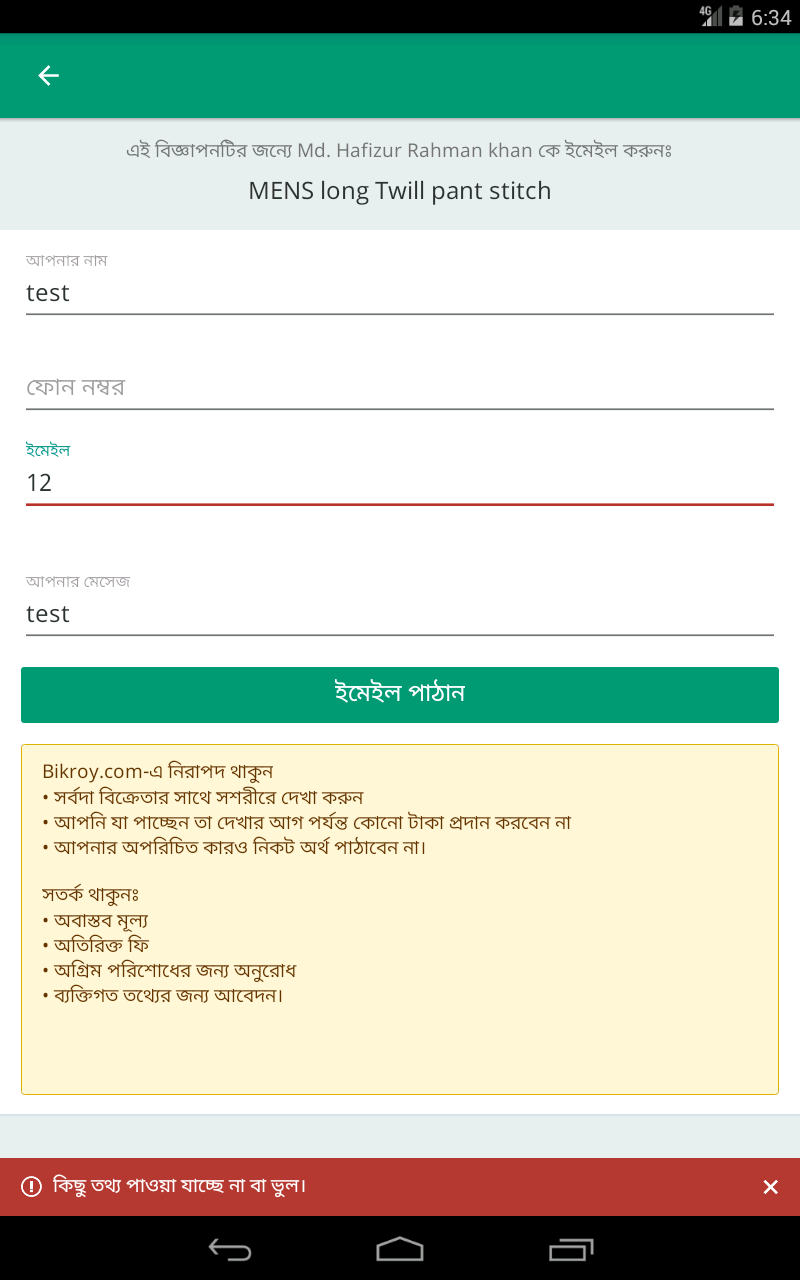 4G 6:34
এই বিজ্ঞাপনটির জন্যে Md. Hafizur Rahman khan কে ইমেইল করুনঃ
MENS long Twill pant stitch
আপনার নাম
test
ফোন নম্বর
ইমেইল
12
আপনার মেসেজ
test
ইমেইল পাঠান
Bikroy.com-এ নিরাপদ থাকুন
• সর্বদা বিক্রেতার সাথে সশরীরে দেখা করুন
• আপনি যা পাচ্ছেন তা দেখার আগ পর্যন্ত কোনো টাকা প্রদান করবেন না
• আপনার অপরিচিত কারও নিকট অর্থ পাঠাবেন না।
সতর্ক থাকুনঃ
• অবাস্তব মূল্য
• অতিরিক্ত ফি
• অগ্রিম পরিশোধের জন্য অনুরোধ
• ব্যক্তিগত তথ্যের জন্য আবেদন।
কিছু তথ্য পাওয়া যাচ্ছে না বা ভুল।